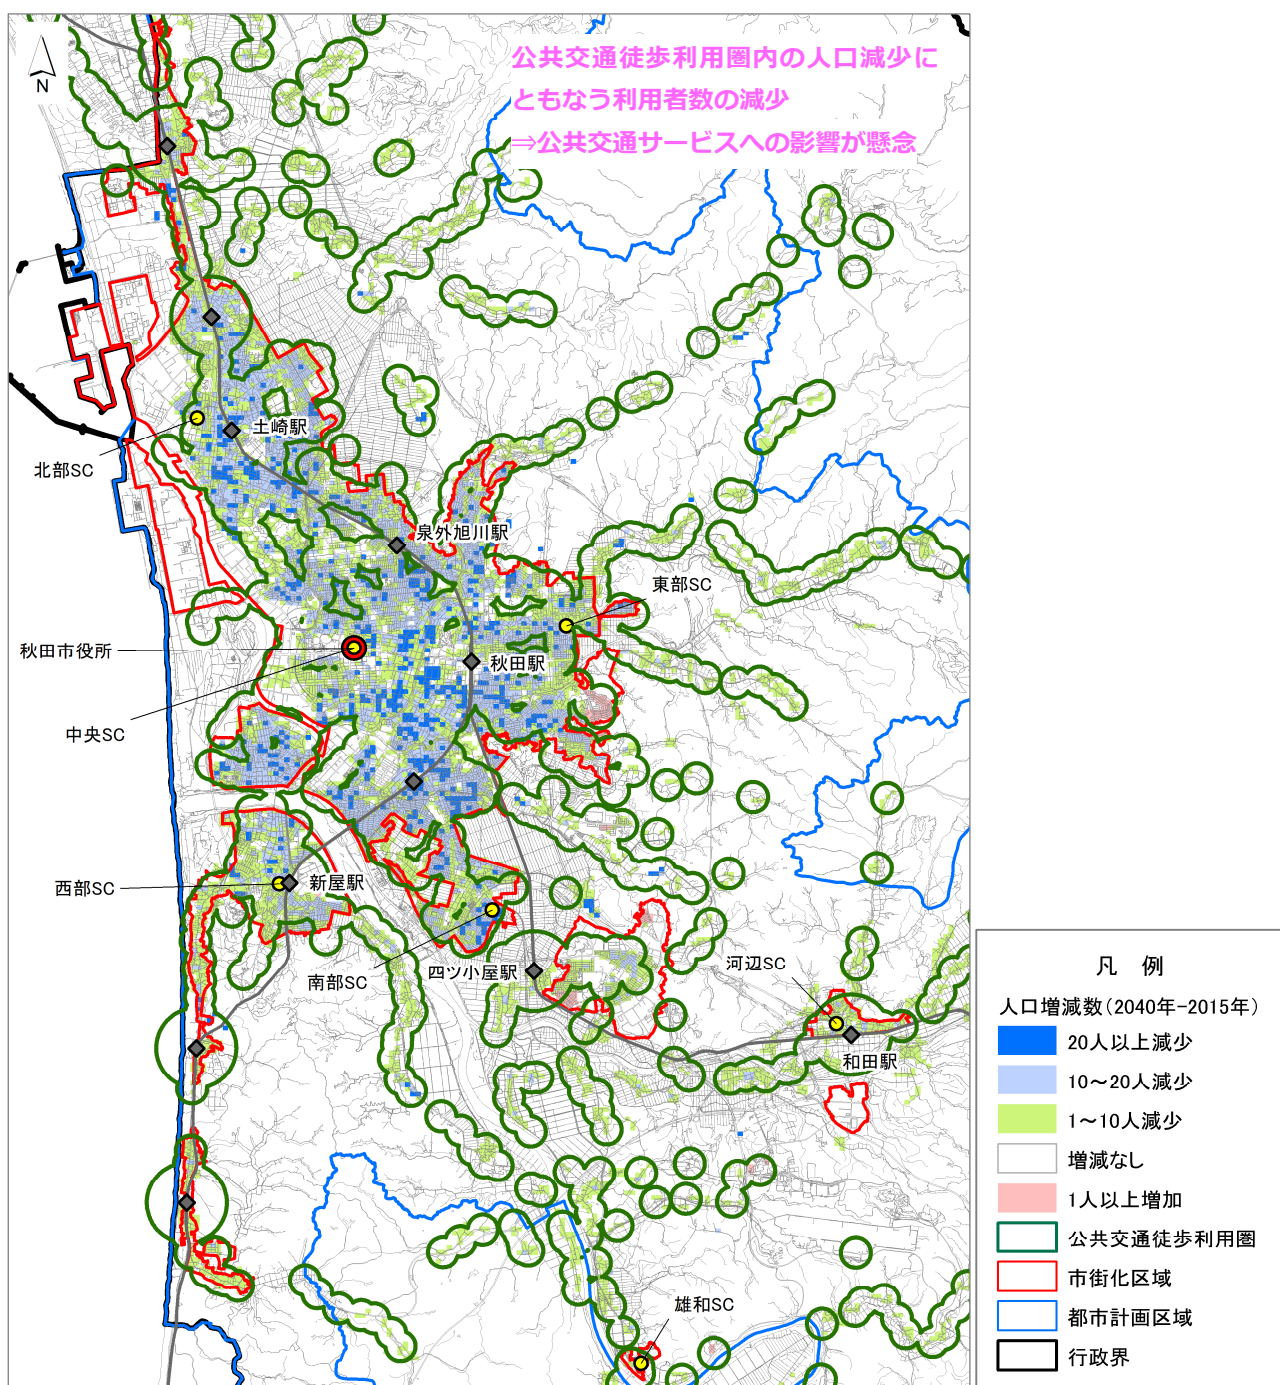 公共交通徒歩利用圏内の人口減少に
ともなう利用者数の減少
⇒公共交通サービスへの影響が懸念
N
土崎駅
北部SC
泉外旭川駅
東部SC
秋田市役所
秋田駅
中央SC
西部SC
新屋駅
南部SC
四ツ小屋駅
河辺SC
和田駅
雄和SC
凡 例
人口増減数(2040年-2015年)
20人以上減少
10～20人減少
1～10人減少
増減なし
1人以上増加
公共交通徒歩利用圏
市街化区域
都市計画区域
行政界